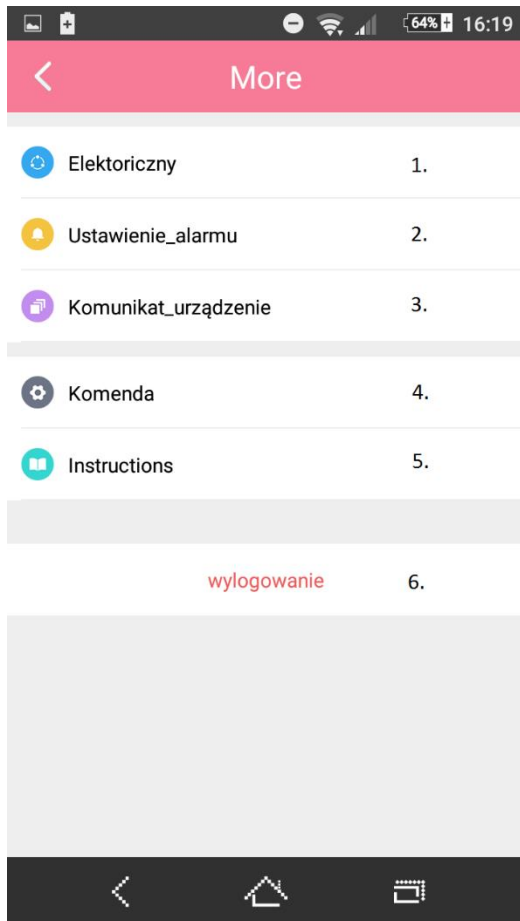 64% 16:19
More
Elektoriczny 1.
Ustawienie_alarmu 2.
Komunikat_urządzenie 3.
Komenda 4.
Instructions 5.
wylogowanie 6.